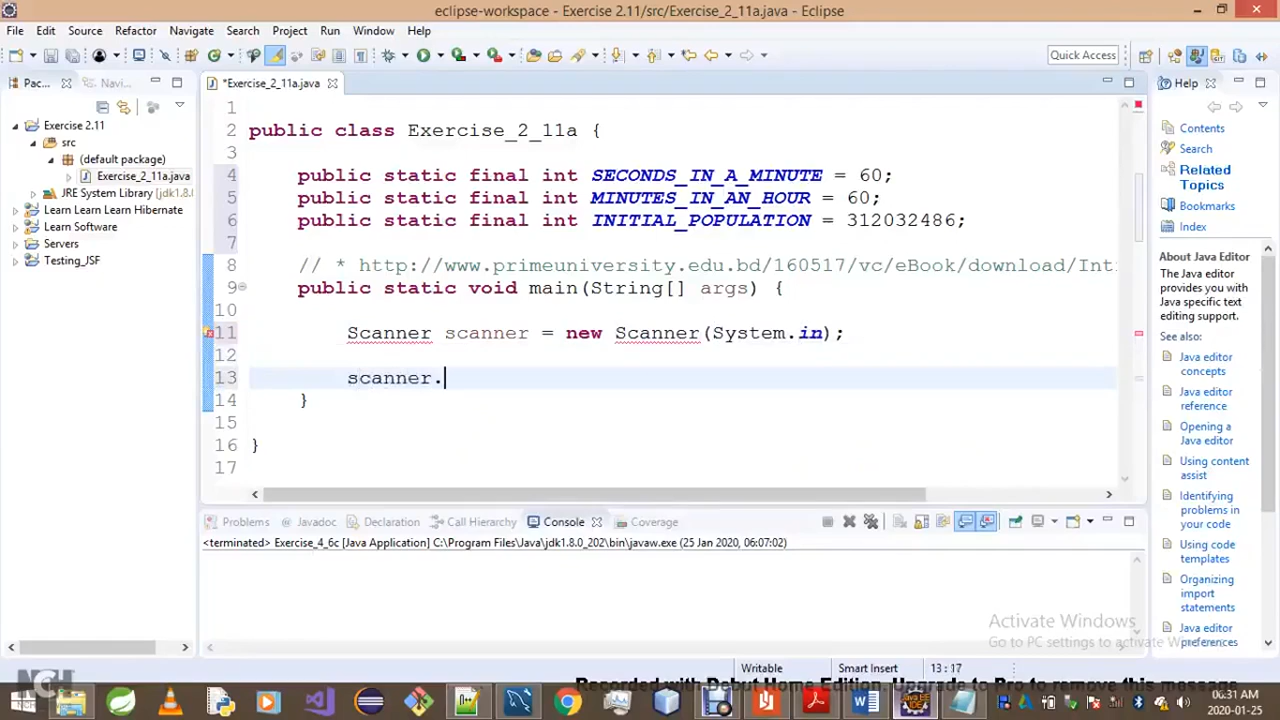 eclipse-workspace - Exercise 2.11/src/Exercise_2_11a.java - Eclipse
File Edit Source Refactor Navigate Search Project Run Window Help
Quick Access
Pac...
Navi...
*Exercise_2_11a.java
Help
Exercise 2.11
src
(default package)
Exercise_2_11a.java
JRE System Library [jdk1.8.0
Learn Learn Learn Hibernate
Learn Software
Servers
Testing_JSF
1
2 public class Exercise_2_11a {
3
4 public static final int SECONDS_IN_A_MINUTE = 60;
5 public static final int MINUTES_IN_AN_HOUR = 60;
6 public static final int INITIAL_POPULATION = 312032486;
7
8 // * http://www.primeuniversity.edu.bd/160517/vc/eBook/download/Int
9 public static void main(String[] args) {
10
11 Scanner scanner = new Scanner(System.in);
12
13 scanner.
14 }
15
16 }
17
Contents
Search
Related Topics
Bookmarks
Index
About Java Editor
The Java editor
provides you with
Java specific text
editing support.
See also:
Java editor
concepts
Java editor
reference
Opening a
Java editor
Using content
assist
Identifying
problems in
your code
Using code
templates
Organizing
import
statements
Java editor
preferences
Problems Javadoc Declaration Call Hierarchy Console Coverage
<terminated> Exercise_4_6c [Java Application] C:\Program Files\Java\jdk1.8.0_202\bin\javaw.exe (25 Jan 2020, 06:07:02)
Activate Windows
Go to PC settings to activate Windows.
Writable Smart Insert 13 : 17
Recorded with Debut Home Edition. Upgrade to Pro to remove this message
NCH
06:31 AM
2020-01-25